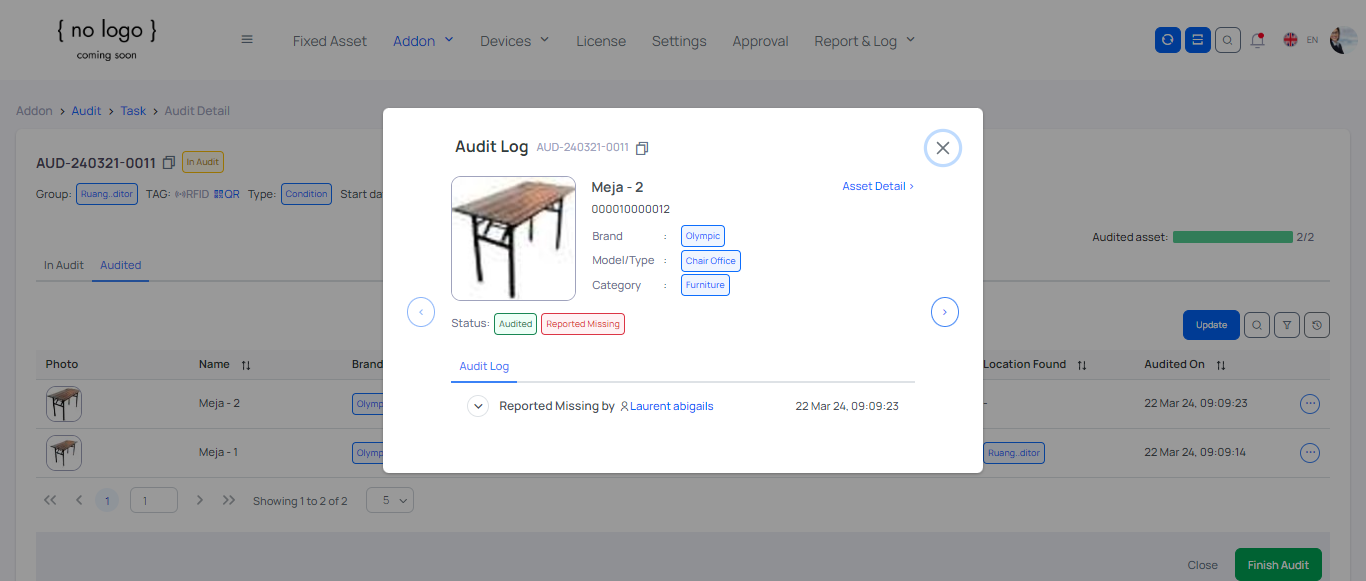 { no logo }
coming soon
Fixed Asset Addon Devices License Settings Approval Report & Log EN
Addon > Audit > Task > Audit Detail
AUD-240321-0011 In Audit
Group: Ruang..ditor TAG: RFID QR Type: Condition Start da
Audited asset: 2/2
In Audit Audited
Update
Photo Name Brand Location Found Audited On
Meja - 2 Olymp - 22 Mar 24, 09:09:23
Meja - 1 Olymp Ruang..ditor 22 Mar 24, 09:09:14
1 1 Showing 1 to 2 of 2 5
Close Finish Audit
Audit Log AUD-240321-0011
Meja - 2 Asset Detail >
000010000012
Brand : Olympic
Model/Type : Chair Office
Category : Furniture
Status: Audited Reported Missing
Audit Log
Reported Missing by Laurent abigails 22 Mar 24, 09:09:23